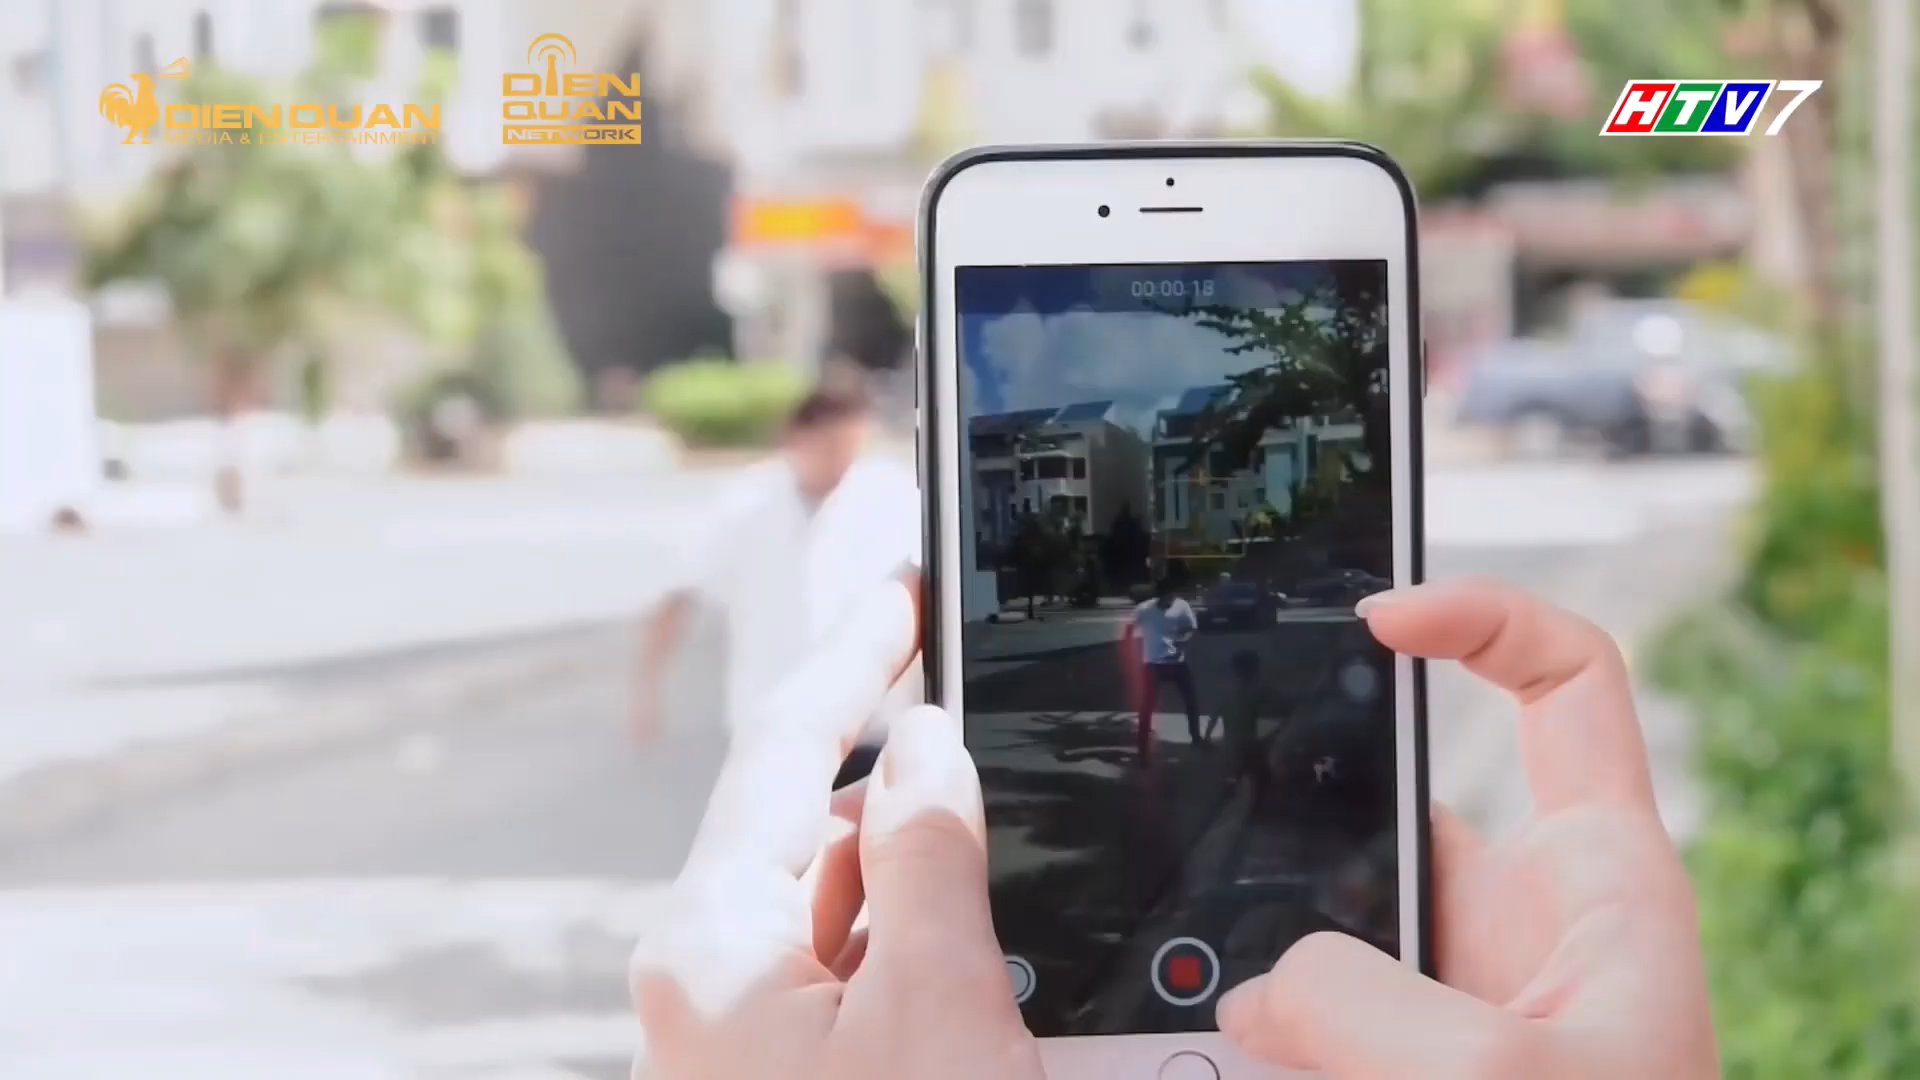 DIEN QUAN
MEDIA & ENTERTAINMENT
DIEN
QUAN
NETWORK
HTV7
00:00:18